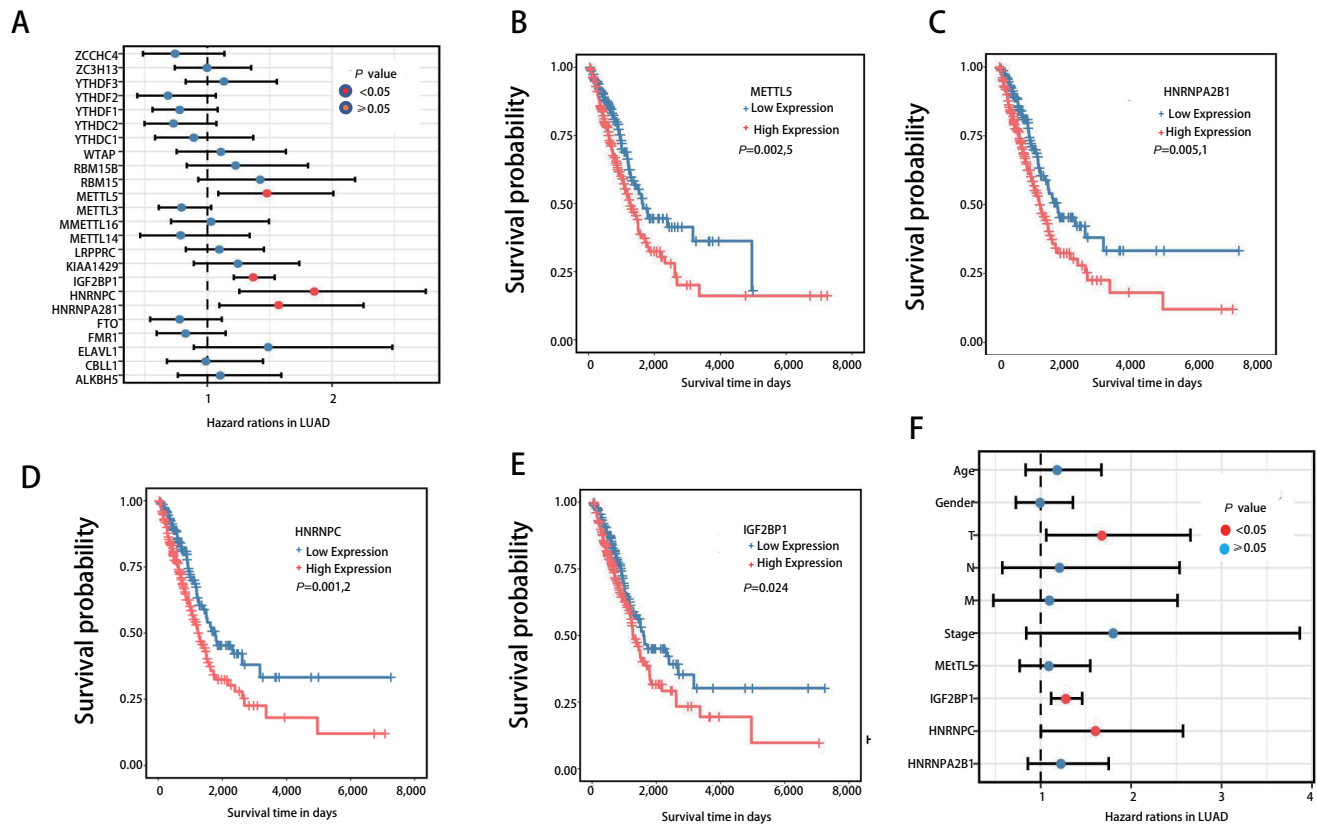 A
ZCCHC4
ZC3H13
YTHDF3
YTHDF2
YTHDF1
YTHDC2
YTHDC1
WTAP
RBM15B
RBM15
METTL5
METTL3
MMETTL16
METTL14
LRPPRC
KIAA1429
IGF2BP1
HNRNPC
HNRNPA281
FTO
FMR1
ELAVL1
CBLL1
ALKBH5
P value
<0.05
≥0.05
1 2
Hazard rations in LUAD
B
Survival probability
1.00
0.75
0.50
0.25
0.00
METTL5
Low Expression
High Expression
P=0.002,5
0 2,000 4,000 6,000 8,000
Survival time in days
C
Survival probability
1.00
0.75
0.50
0.25
0.00
HNRNPA2B1
Low Expression
High Expression
P=0.005,1
0 2,000 4,000 6,000 8,000
Survival time in days
D
Survival probability
1.00
0.75
0.50
0.25
0.00
HNRNPC
Low Expression
High Expression
P=0.001,2
0 2,000 4,000 6,000 8,000
Survival time in days
E
Survival probability
1.00
0.75
0.50
0.25
0.00
IGF2BP1
Low Expression
High Expression
P=0.024
0 2,000 4,000 6,000 8,000
Survival time in days
F
Age
Gender
T
N
M
Stage
MEtTL5
IGF2BP1
HNRNPC
HNRNPA2B1
P value
<0.05
≥0.05
1 2 3 4
Hazard rations in LUAD